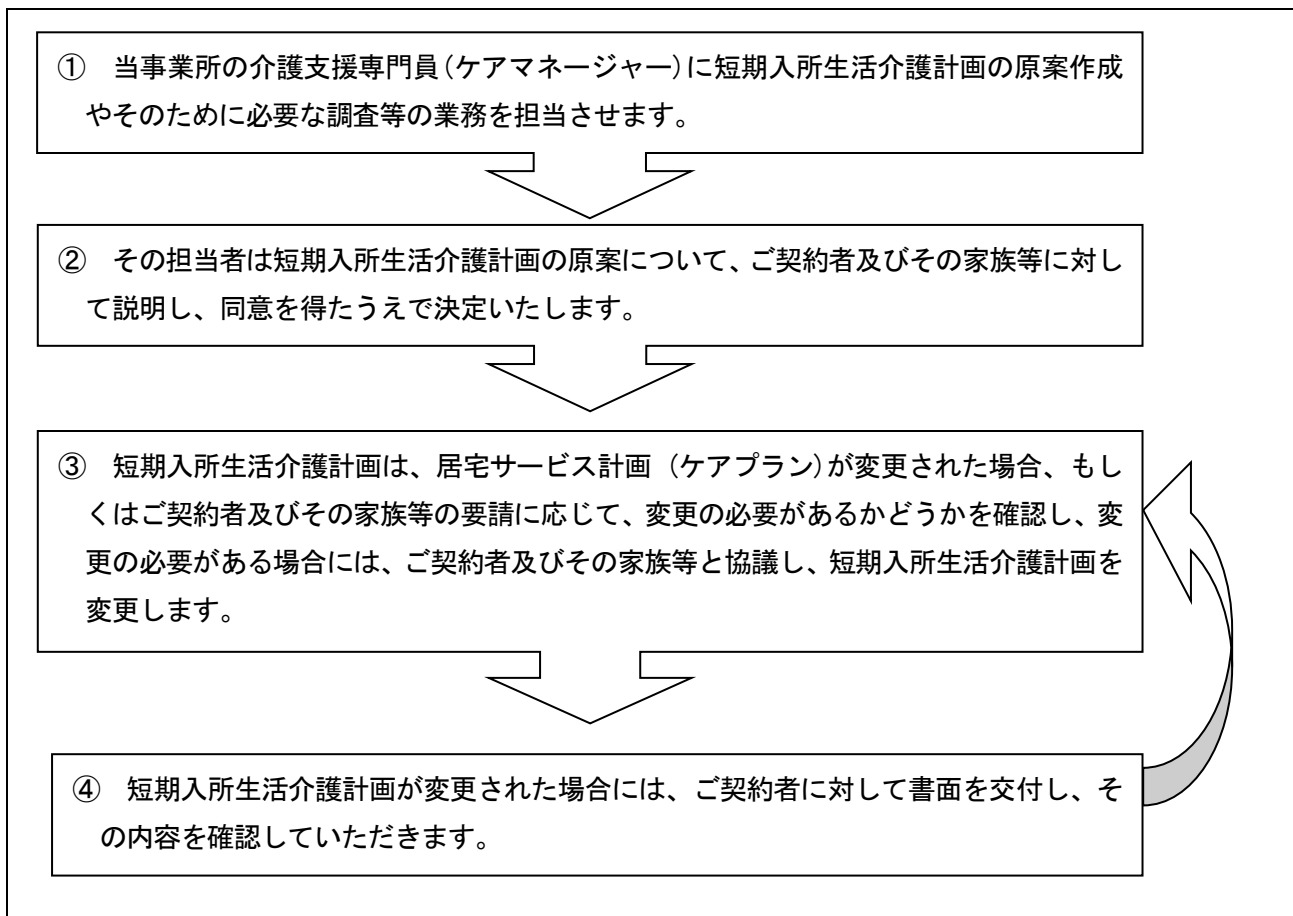 ① 当事業所の介護支援専門員(ケアマネージャー)に短期入所生活介護計画の原案作成
やそのために必要な調査等の業務を担当させます。
② その担当者は短期入所生活介護計画の原案について、ご契約者及びその家族等に対し
て説明し、同意を得たうえで決定いたします。
③ 短期入所生活介護計画は、居宅サービス計画（ケアプラン）が変更された場合、もし
くはご契約者及びその家族等の要請に応じて、変更の必要があるかどうかを確認し、変
更の必要がある場合には、ご契約者及びその家族等と協議し、短期入所生活介護計画を
変更します。
④ 短期入所生活介護計画が変更された場合には、ご契約者に対して書面を交付し、そ
の内容を確認していただきます。